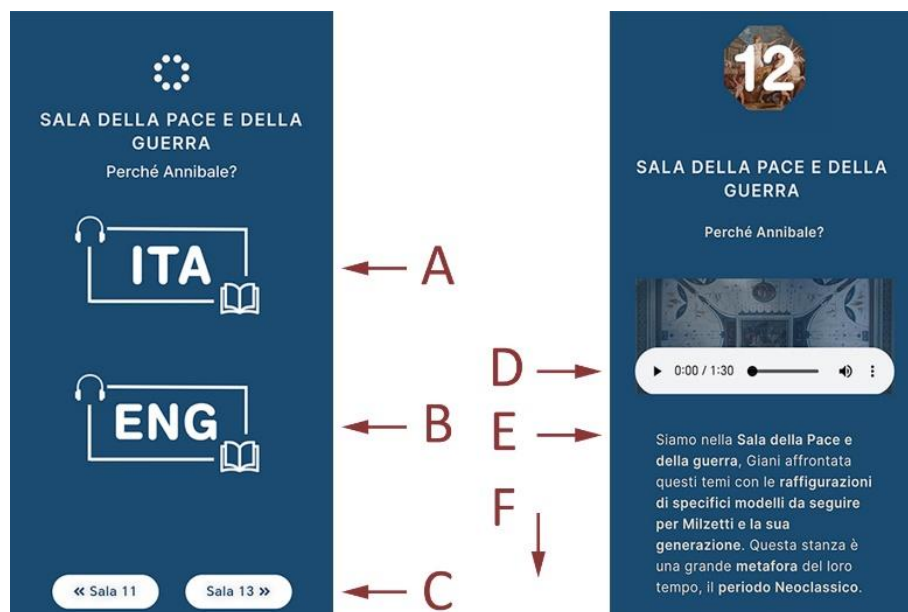 SALA DELLA PACE E DELLA
GUERRA
Perché Annibale?
ITA
ENG
« Sala 11
Sala 13 »
A
B
C
D
E
F
12
SALA DELLA PACE E DELLA
GUERRA
Perché Annibale?
0:00 / 1:30
Siamo nella Sala della Pace e
della guerra, Giani affrontata
questi temi con le raffigurazioni
di specifici modelli da seguire
per Milzetti e la sua
generazione. Questa stanza è
una grande metafora del loro
tempo, il periodo Neoclassico.